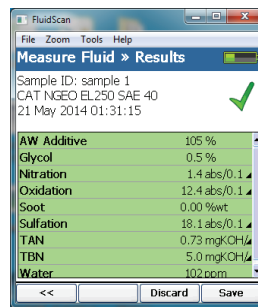 FluidScan
File Zoom Tools Help
Measure Fluid » Results
Sample ID: sample 1
CAT NGEO EL250 SAE
40
21 May 2014 01:31:15
AW Additive 105 %
Glycol 0.5 %
Nitration 1.4 abs/0.1
Oxidation 12.4 abs/0.1
Soot 0.00 %wt
Sulfation 18.1 abs/0.1
TAN 0.73 mgKOH/
TBN 5.0 mgKOH/
Water 102 ppm
<< Discard Save